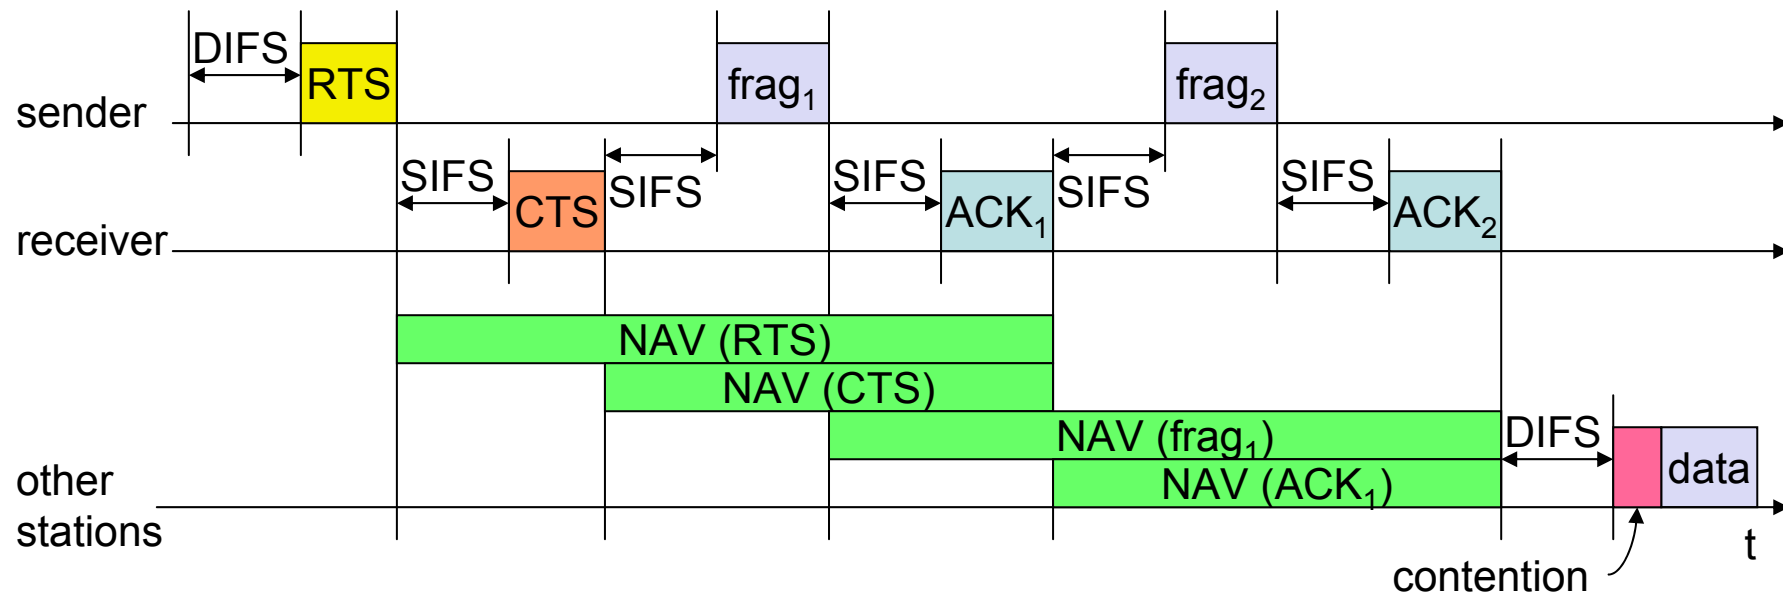 DIFS
RTS
frag₁
frag₂
sender
SIFS
CTS
SIFS
SIFS
ACK₁
SIFS
SIFS
ACK₂
receiver
NAV (RTS)
NAV (CTS)
NAV (frag₁)
DIFS
NAV (ACK₁)
data
other
stations
t
contention